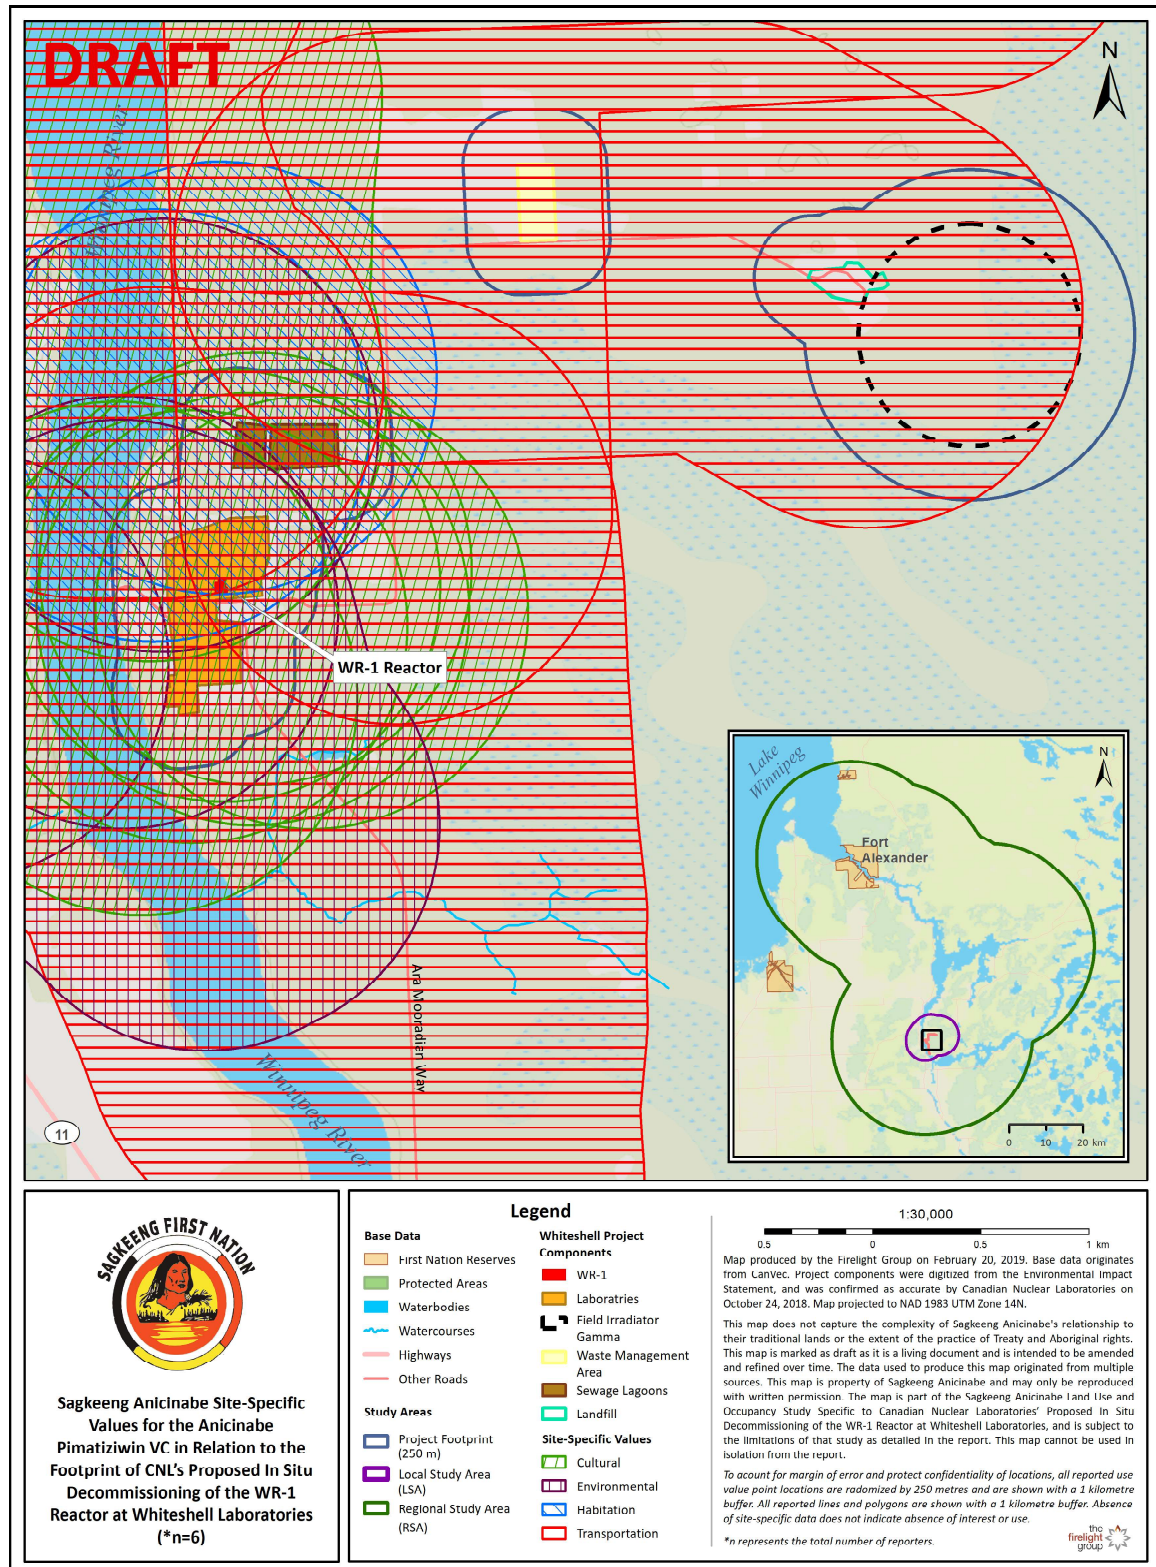 DRAFT
N
Winnipeg River
WR-1 Reactor
Ara Mooradian Way
Winnipeg River
11
Lake
Winnipeg
N
Fort
Alexander
0 10 20 km
SAGKEENG FIRST NATION
Sagkeeng Anicinabe Site-Specific
Values for the Anicinabe
Pimatiziwin VC in Relation to the
Footprint of CNL's Proposed In Situ
Decommissioning of the WR-1
Reactor at Whiteshell Laboratories
(*n=6)
Legend
Base Data
First Nation Reserves
Protected Areas
Waterbodies
Watercourses
Highways
Other Roads
Study Areas
Project Footprint
(250 m)
Local Study Area
(LSA)
Regional Study Area
(RSA)
Whiteshell Project
Components
WR-1
Laboratries
Field Irradiator
Gamma
Waste Management
Area
Sewage Lagoons
Landfill
Site-Specific Values
Cultural
Environmental
Habitation
Transportation
1:30,000
0.5 0 0.5 1 km
Map produced by the Firelight Group on February 20, 2019. Base data originates
from CanVec. Project components were digitized from the Environmental Impact
Statement, and was confirmed as accurate by Canadian Nuclear Laboratories on
October 24, 2018. Map projected to NAD 1983 UTM Zone 14N.
This map does not capture the complexity of Sagkeeng Anicinabe's relationship to
their traditional lands or the extent of the practice of Treaty and Aboriginal rights.
This map is marked as draft as it is a living document and is intended to be amended
and refined over time. The data used to produce this map originated from multiple
sources. This map is property of Sagkeeng Anicinabe and may only be reproduced
with written permission. The map is part of the Sagkeeng Anicinabe Land Use and
Occupancy Study Specific to Canadian Nuclear Laboratories' Proposed In Situ
Decommissioning of the WR-1 Reactor at Whiteshell Laboratories, and is subject to
the limitations of that study as detailed in the report. This map cannot be used in
isolation from the report.
To acount for margin of error and protect confidentiality of locations, all reported use
value point locations are radomized by 250 metres and are shown with a 1 kilometre
buffer. All reported lines and polygons are shown with a 1 kilometre buffer. Absence
of site-specific data does not indicate absence of interest or use.
*n represents the total number of reporters.
the
firelight
group